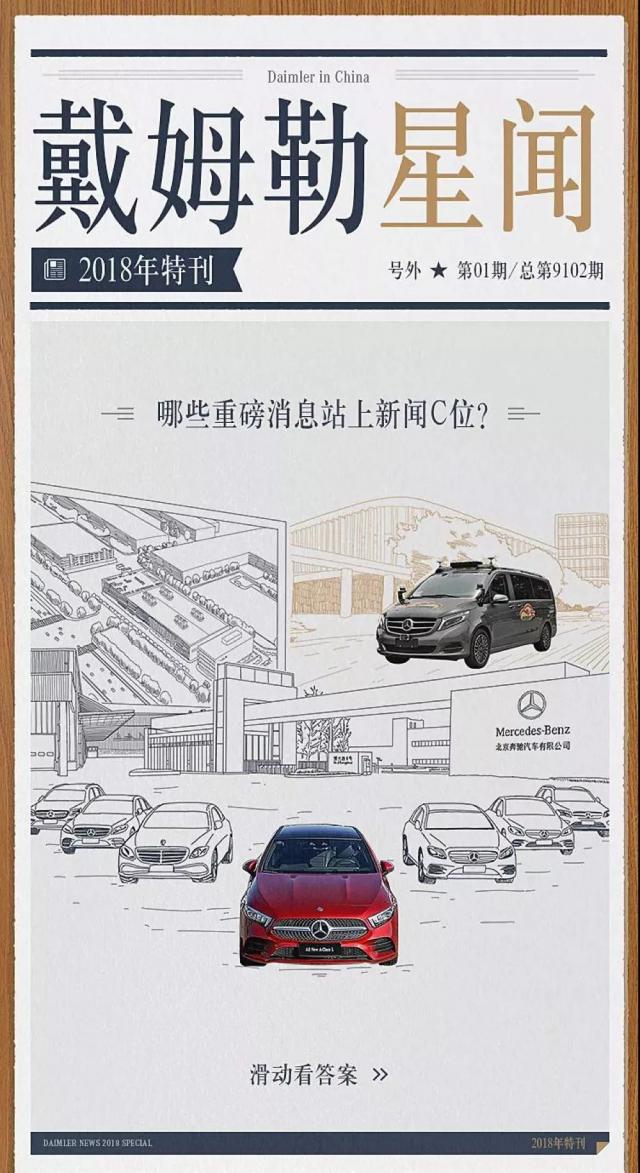 Daimler in China
戴姆勒星闻
2018年特刊
号外 ★ 第01期/总第9102期
哪些重磅消息站上新闻C位?
Mercedes-Benz
北京奔驰汽车有限公司
All New A-Class L
滑动看答案 »
DAIMLER NEWS 2018 SPECIAL
2018年特刊